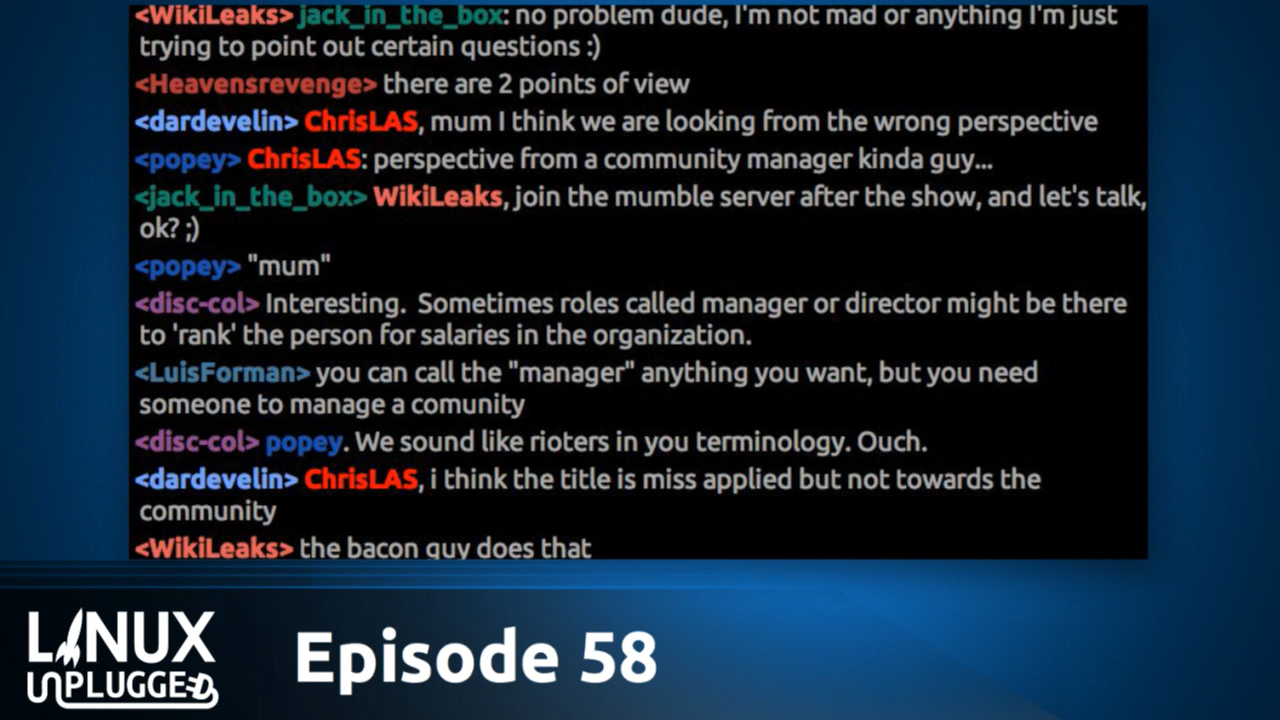 <WikiLeaks> jack_in_the_box: no problem dude, I'm not mad or anything I'm just
trying to point out certain questions :)
<Heavensrevenge> there are 2 points of view
<dardevelin> ChrisLAS, mum I think we are looking from the wrong perspective
<popey> ChrisLAS: perspective from a community manager kinda guy...
<jack_in_the_box> WikiLeaks, join the mumble server after the show, and let's talk,
ok? ;)
<popey> "mum"
<disc-col> Interesting.  Sometimes roles called manager or director might be there
to 'rank' the person for salaries in the organization.
<LuisForman> you can call the "manager" anything you want, but you need
someone to manage a comunity
<disc-col> popey. We sound like rioters in you terminology. Ouch.
<dardevelin> ChrisLAS, i think the title is miss applied but not towards the
community
<WikiLeaks> the bacon guy does that
LINUX
UNPLUGGED
Episode 58